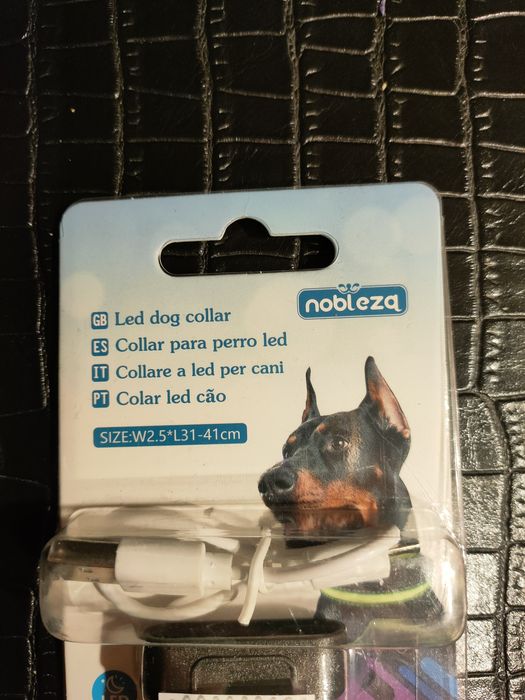 nobleza
GB Led dog collar
ES Collar para perro led
IT Collare a led per cani
PT Colar led cão
SIZE:W2.5*L31-41cm